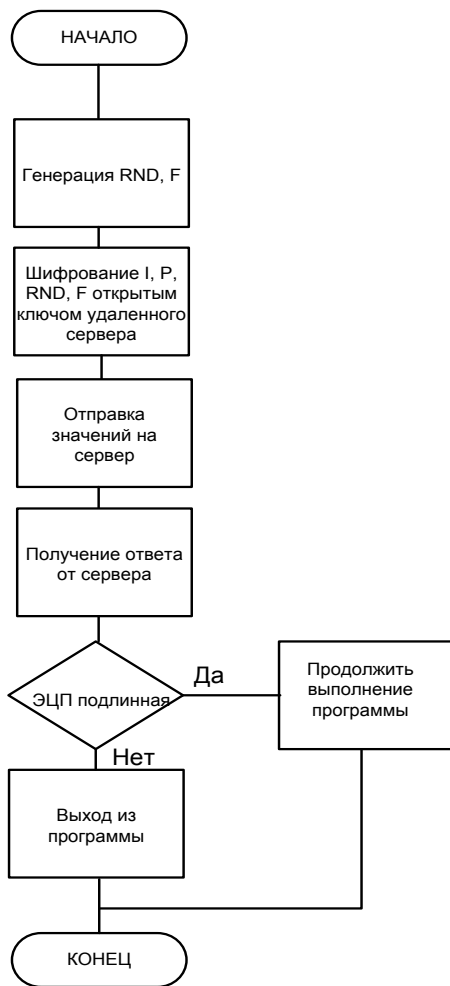 НАЧАЛО
Генерация RND, F
Шифрование I, P,
RND, F открытым
ключом удаленного
сервера
Отправка
значений на
сервер
Получение ответа
от сервера
ЭЦП подлинная
Да
Продолжить
выполнение
программы
Нет
Выход из
программы
КОНЕЦ